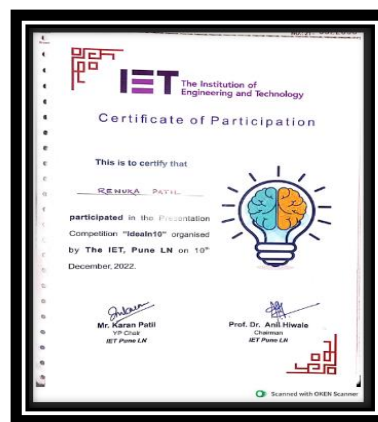 IET The Institution of
Engineering and Technology
Certificate of Participation
This is to certify that
RENUKA PATIL
participated in the Presentation
Competition "IdeaIn10" organised
by The IET, Pune LN on 10th
December, 2022.
Mr. Karan Patil
YP Chair
IET Pune LN
Prof. Dr. Anil Hiwale
Chairman
IET Pune LN
Scanned with OKEN Scanner